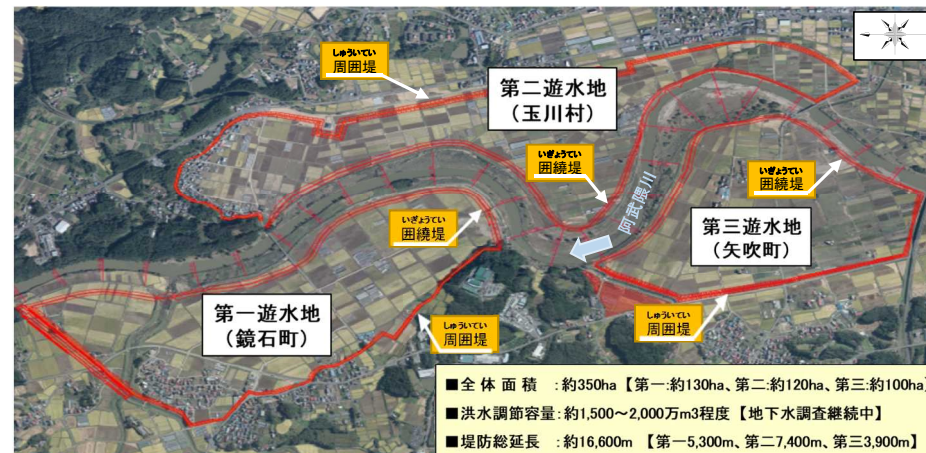 しゅういてい
周囲堤
第二遊水地
(玉川村)
いぎょうてい
囲繞堤
いぎょうてい
囲繞堤
阿武隈川
いぎょうてい
囲繞堤
第三遊水地
(矢吹町)
第一遊水地
(鏡石町)
しゅういてい
周囲堤
しゅういてい
周囲堤
■全体面積 :約350ha 【第一:約130ha、第二:約120ha、第三:約100ha】
■洪水調節容量:約1,500~2,000万m3程度 【地下水調査継続中】
■堤防総延長 :約16,600m 【第一5,300m、第二7,400m、第三3,900m】